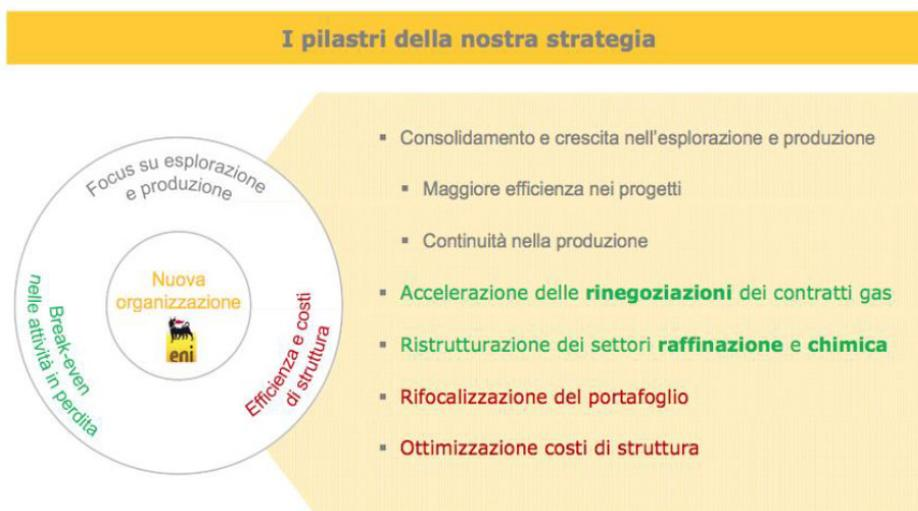 I pilastri della nostra strategia
Focus su esplorazione
e produzione
Nuova
organizzazione
eni
Break-even
nelle attività in perdita
Efficienza e costi
di struttura
▪ Consolidamento e crescita nell'esplorazione e produzione
▪ Maggiore efficienza nei progetti
▪ Continuità nella produzione
▪ Accelerazione delle rinegoziazioni dei contratti gas
▪ Ristrutturazione dei settori raffinazione e chimica
▪ Rifocalizzazione del portafoglio
▪ Ottimizzazione costi di struttura